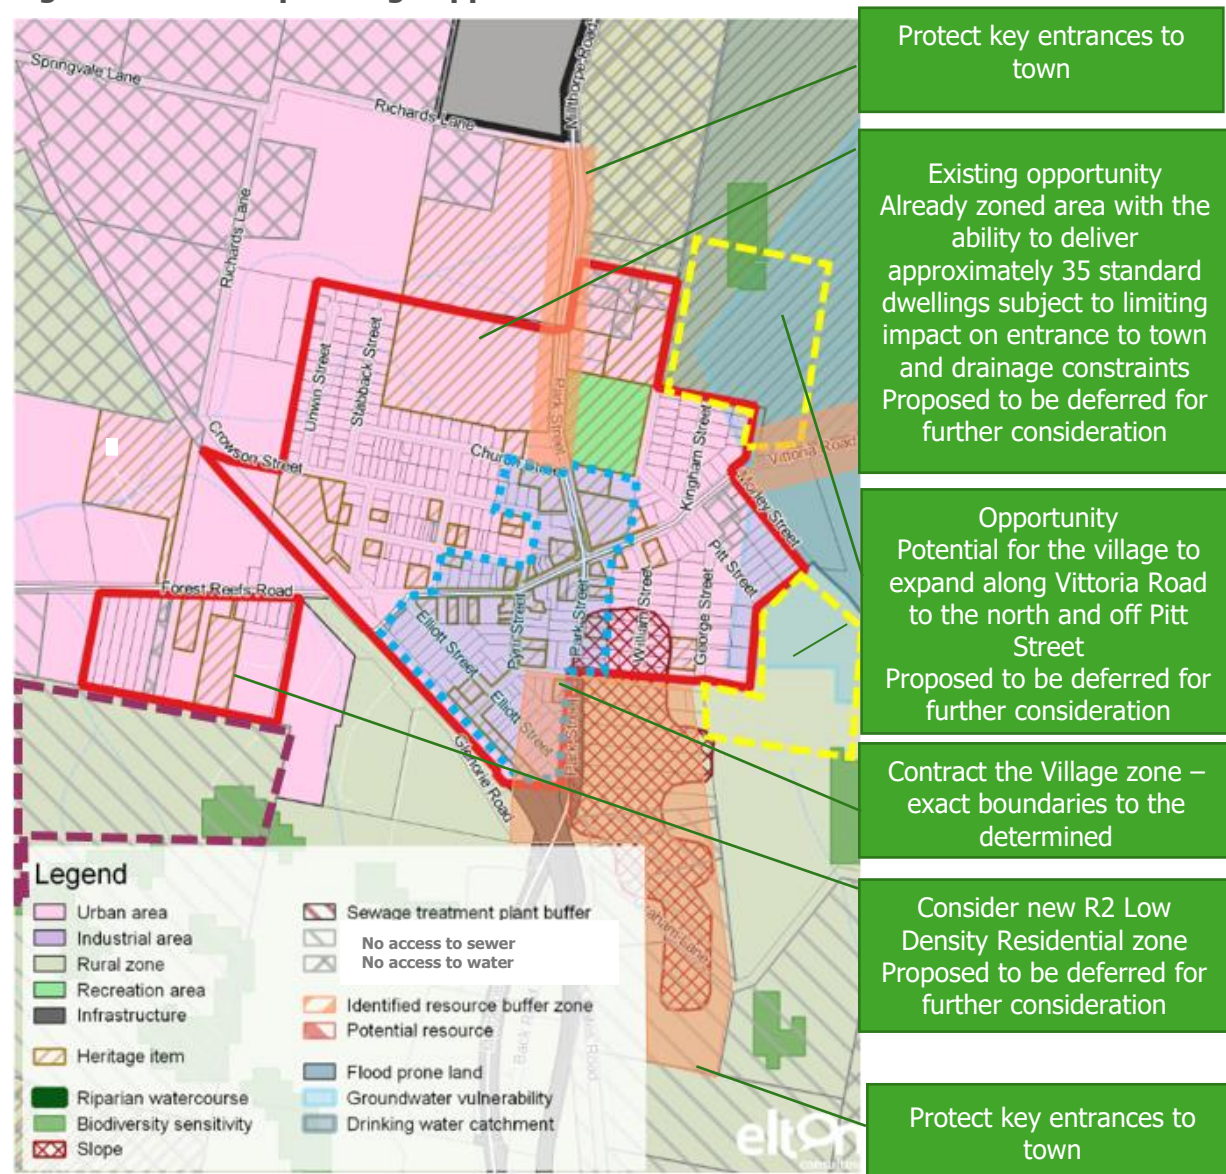 Springvale Lane
Richards Lane
Millthorpe Road
Richards Lane
Unwin Street
Stabback Street
Church Street
Crowson Street
Kingham Street
Vittoria Road
Morley Street
Pitt Street
Forest Reefs Road
Elliott Street
Pym Street
Park Street
William Street
George Street
Elliott Street
Park Street
Glenorie Road
Protect key entrances to
town
Existing opportunity
Already zoned area with the
ability to deliver
approximately 35 standard
dwellings subject to limiting
impact on entrance to town
and drainage constraints
Proposed to be deferred for
further consideration
Opportunity
Potential for the village to
expand along Vittoria Road
to the north and off Pitt
Street
Proposed to be deferred for
further consideration
Contract the Village zone –
exact boundaries to the
determined
Consider new R2 Low
Density Residential zone
Proposed to be deferred for
further consideration
Protect key entrances to
town
Legend
Urban area
Industrial area
Rural zone
Recreation area
Infrastructure
Heritage item
Riparian watercourse
Biodiversity sensitivity
Slope
Sewage treatment plant buffer
No access to sewer
No access to water
Identified resource buffer zone
Potential resource
Flood prone land
Groundwater vulnerability
Drinking water catchment
elton